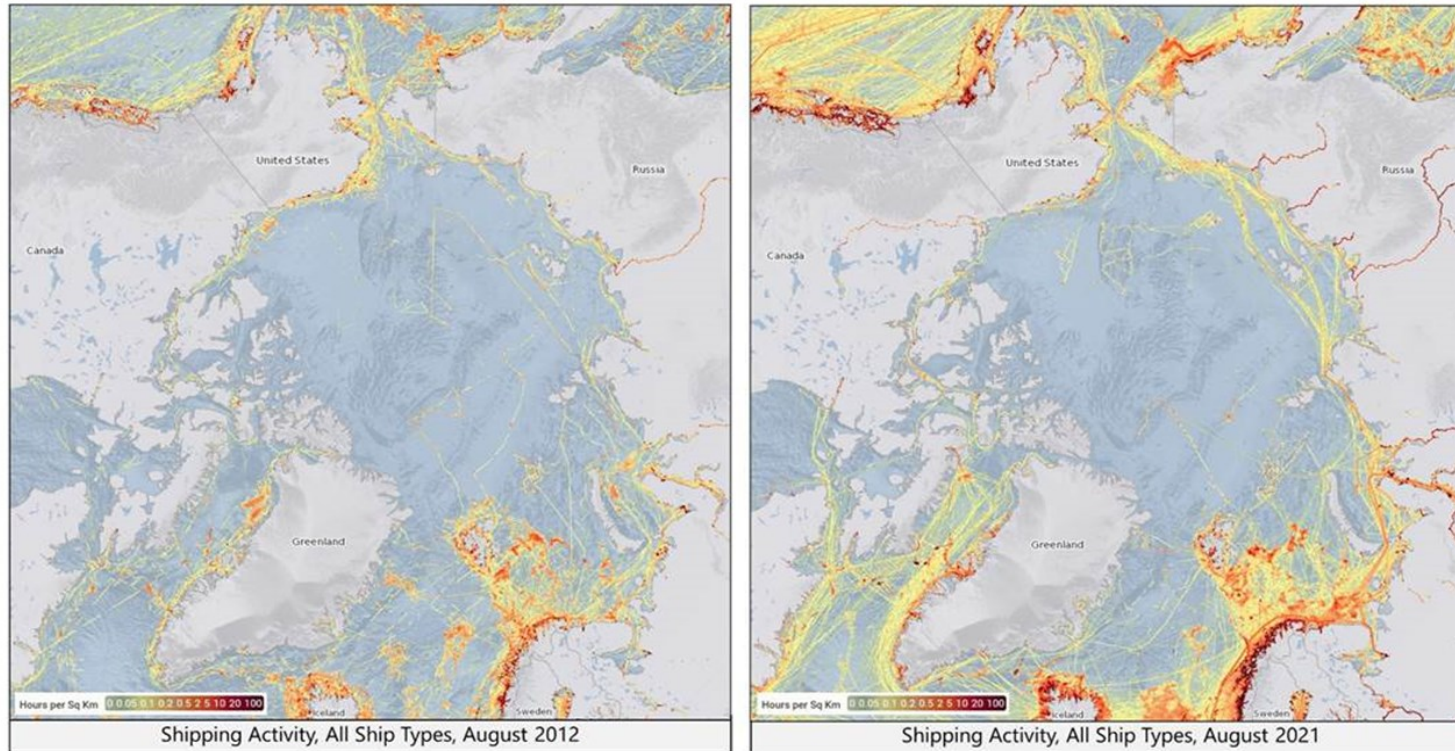 United States
Russia
Canada
Greenland
Iceland
Sweden
Hours per Sq Km 0 0.05 0.1 0.2 0.5 2 5 10 20 100
Shipping Activity, All Ship Types, August 2012
United States
Russia
Canada
Greenland
Iceland
Sweden
Hours per Sq Km 0 0.05 0.1 0.2 0.5 2 5 10 20 100
Shipping Activity, All Ship Types, August 2021